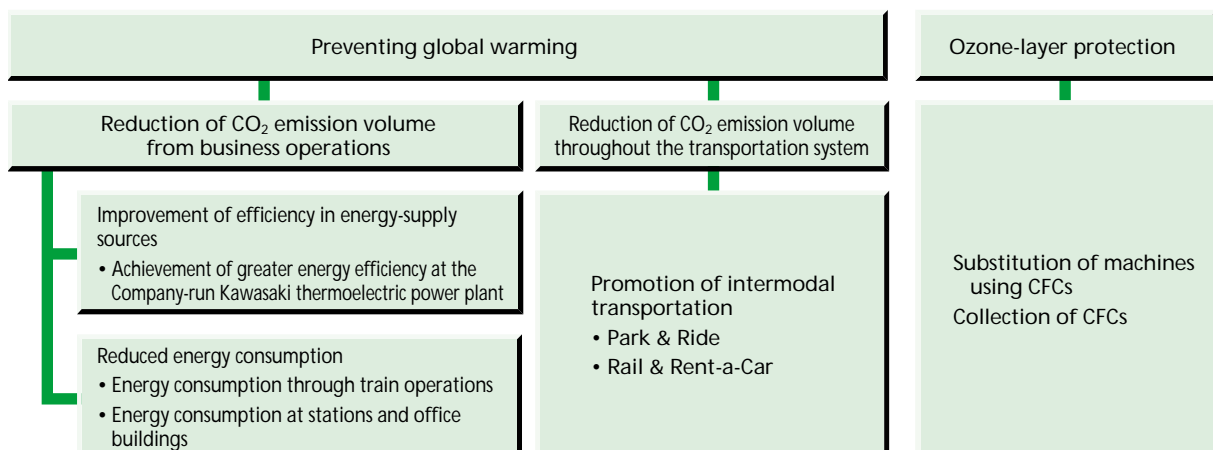 Preventing global warming
Ozone-layer protection
Reduction of CO₂ emission volume
from business operations
Reduction of CO₂ emission volume
throughout the transportation system
Improvement of efficiency in energy-supply
sources
• Achievement of greater energy efficiency at the
Company-run Kawasaki thermoelectric power plant
Reduced energy consumption
• Energy consumption through train operations
• Energy consumption at stations and office
buildings
Promotion of intermodal
transportation
• Park & Ride
• Rail & Rent-a-Car
Substitution of machines
using CFCs
Collection of CFCs